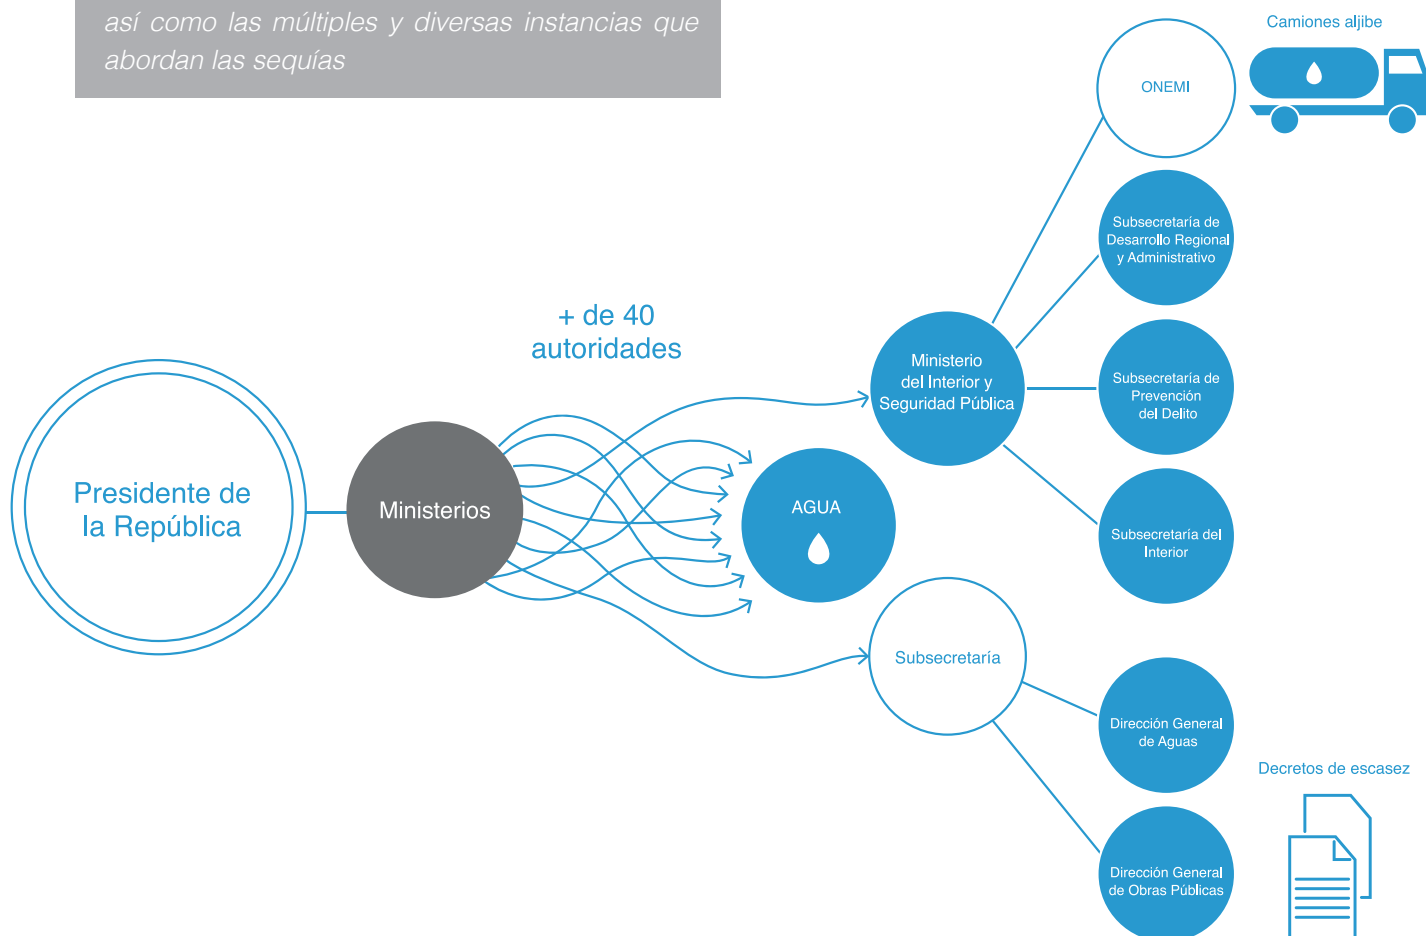 así como las múltiples y diversas instancias que
abordan las sequías
Camiones aljibe
ONEMI
Subsecretaría de
Desarrollo Regional
y Administrativo
+ de 40
autoridades
Ministerio
del Interior y
Seguridad Pública
Subsecretaría de
Prevención
del Delito
Presidente de
la República
Ministerios
AGUA
Subsecretaría del
Interior
Subsecretaría
Dirección General
de Aguas
Decretos de escasez
Dirección General
de Obras Públicas